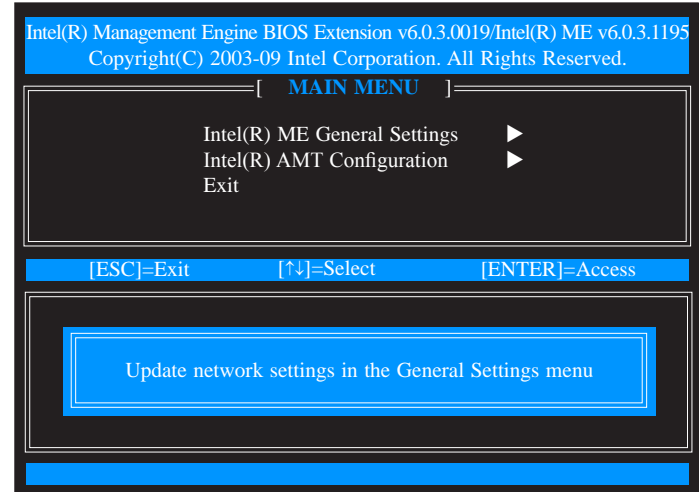 Intel(R) Management Engine BIOS Extension v6.0.3.0019/Intel(R) ME v6.0.3.1195
Copyright(C) 2003-09 Intel Corporation. All Rights Reserved.
[ MAIN MENU ]
Intel(R) ME General Settings ▶
Intel(R) AMT Configuration ▶
Exit
[ESC]=Exit [↑↓]=Select [ENTER]=Access
Update network settings in the General Settings menu